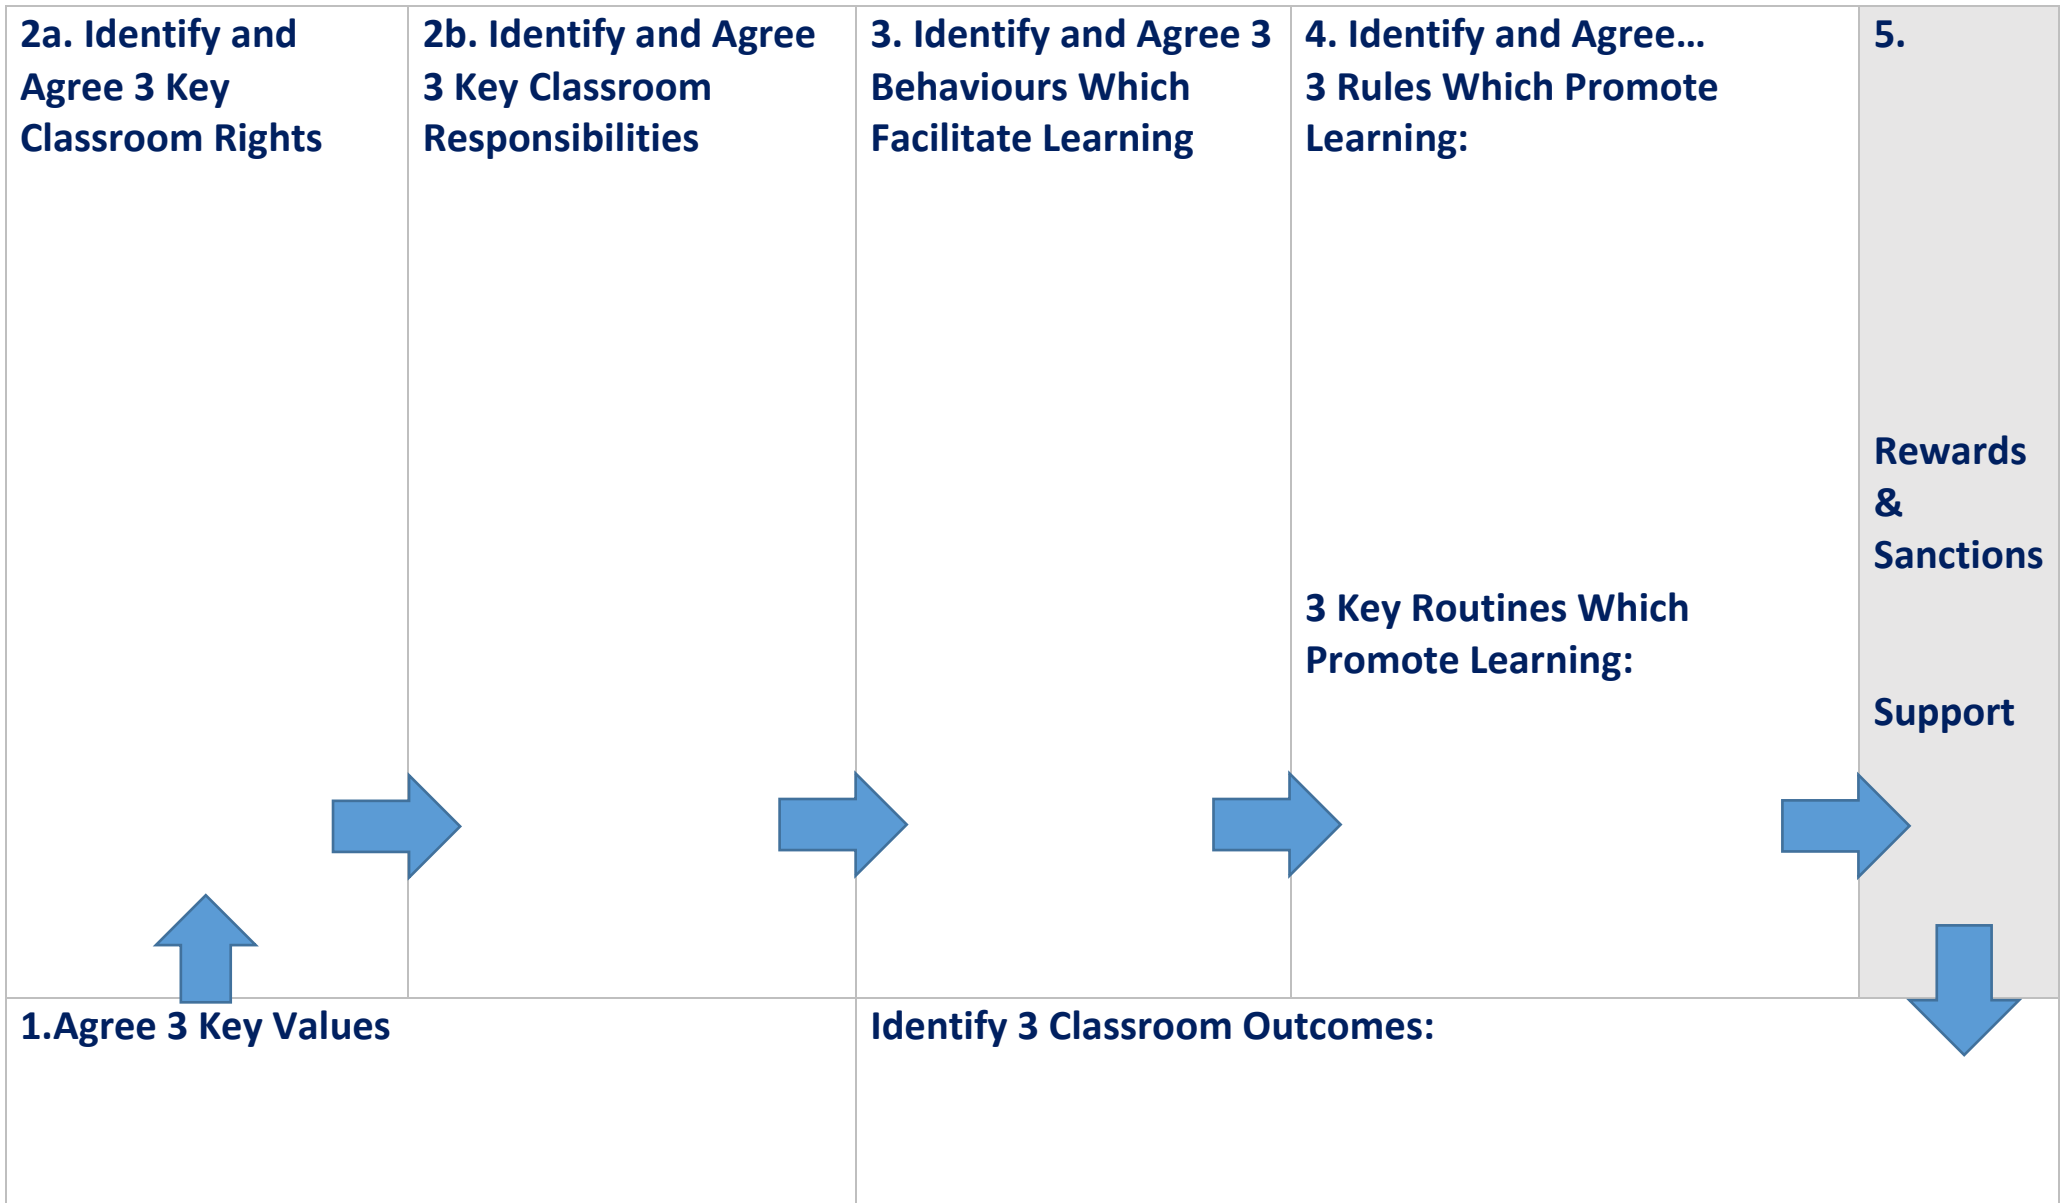 2a. Identify and
Agree 3 Key
Classroom Rights
2b. Identify and Agree
3 Key Classroom
Responsibilities
3. Identify and Agree 3
Behaviours Which
Facilitate Learning
4. Identify and Agree…
3 Rules Which Promote
Learning:
3 Key Routines Which
Promote Learning:
5.
Rewards
&
Sanctions
Support
1.Agree 3 Key Values
Identify 3 Classroom Outcomes: